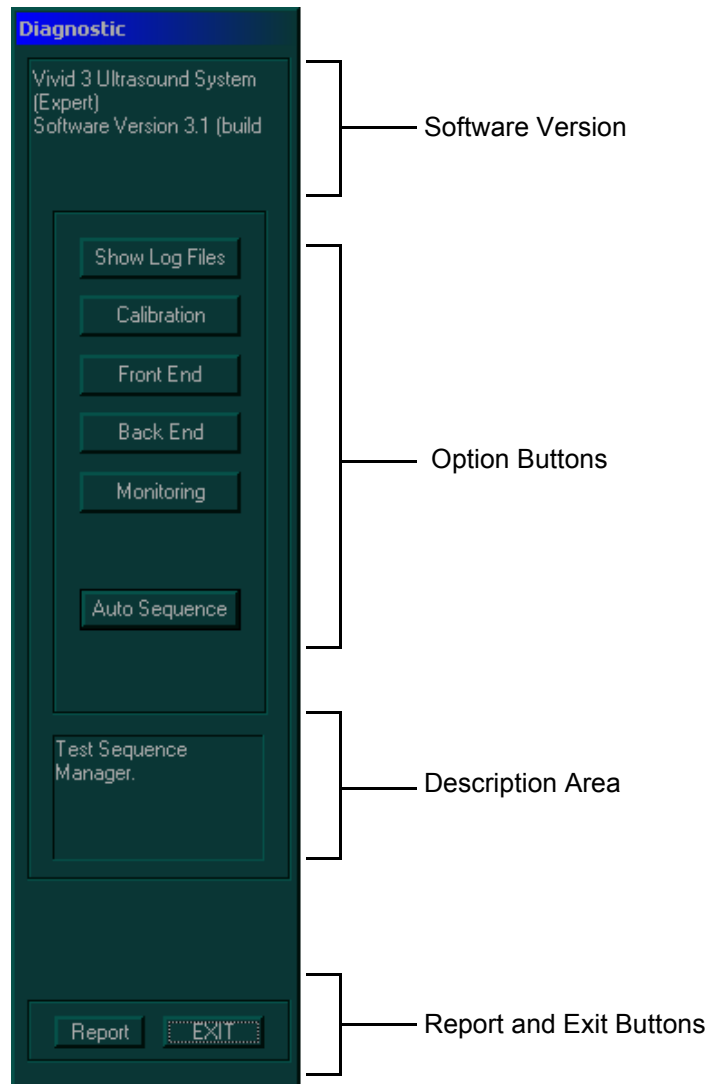 Diagnostic
Vivid 3 Ultrasound System
(Expert)
Software Version 3.1 (build
Software Version
Show Log Files
Calibration
Front End
Back End
Monitoring
Auto Sequence
Option Buttons
Test Sequence
Manager.
Description Area
Report
EXIT
Report and Exit Buttons